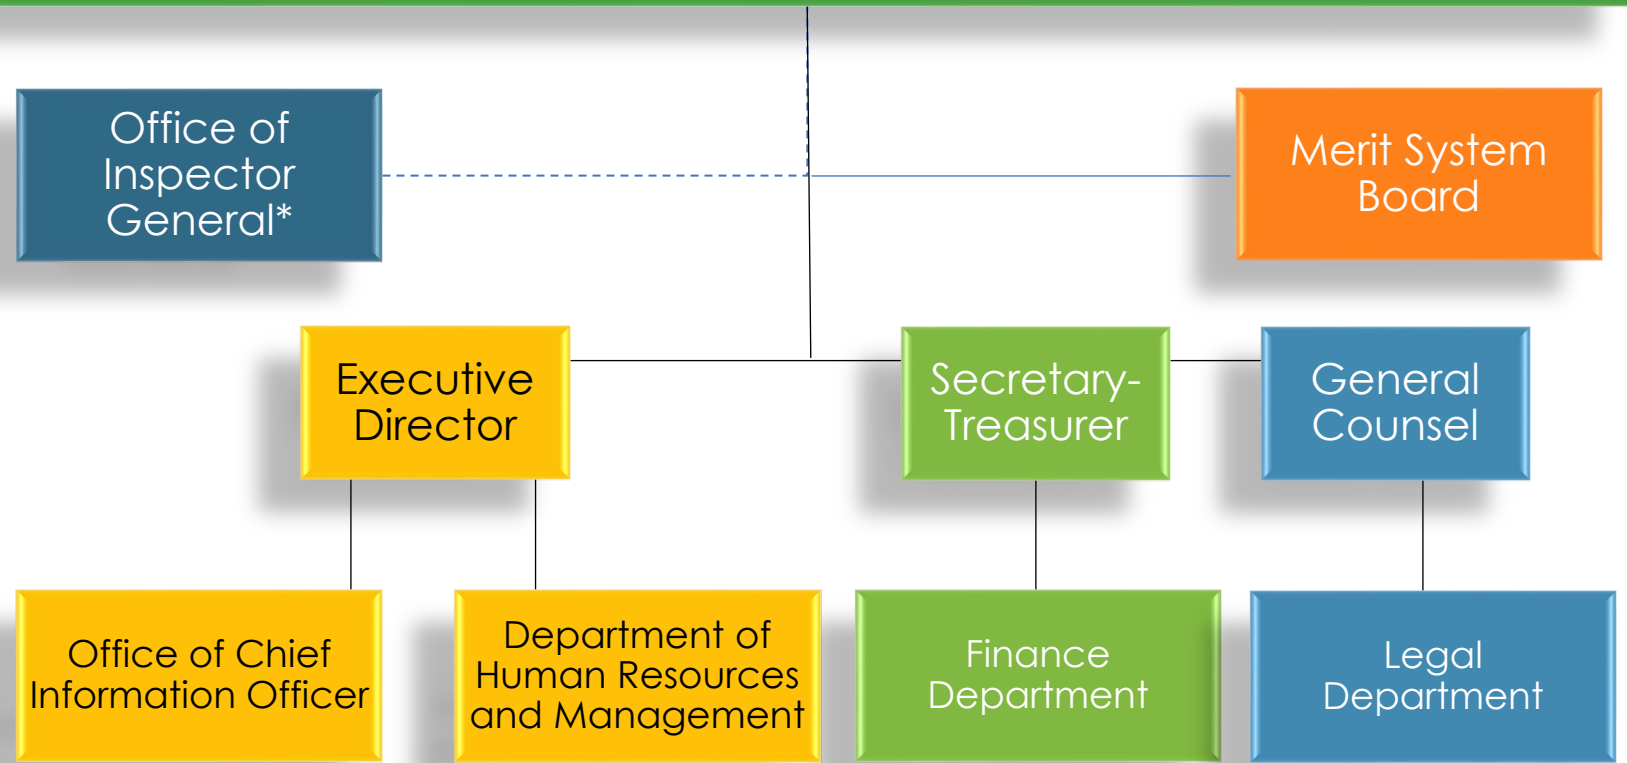 Office of
Inspector
General*
Merit System
Board
Executive
Director
Secretary-
Treasurer
General
Counsel
Office of Chief
Information Officer
Department of
Human Resources
and Management
Finance
Department
Legal
Department